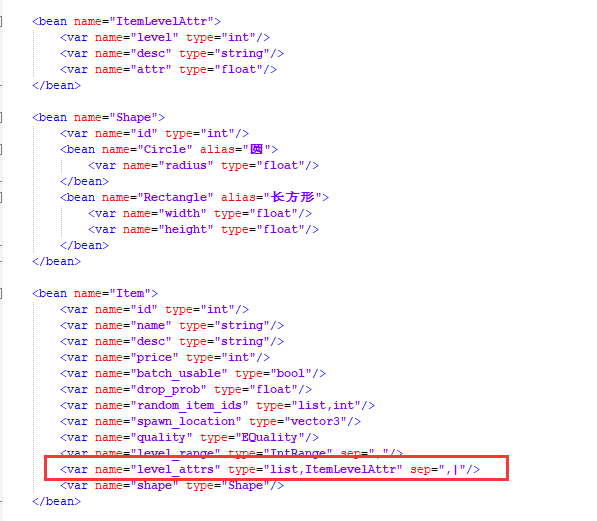 <bean name="ItemLevelAttr">
<var name="level" type="int"/>
<var name="desc" type="string"/>
<var name="attr" type="float"/>
</bean>
<bean name="Shape">
<var name="id" type="int"/>
<bean name="Circle" alias="圆">
<var name="radius" type="float"/>
</bean>
<bean name="Rectangle" alias="长方形">
<var name="width" type="float"/>
<var name="height" type="float"/>
</bean>
</bean>
<bean name="Item">
<var name="id" type="int"/>
<var name="name" type="string"/>
<var name="desc" type="string"/>
<var name="price" type="int"/>
<var name="batch_usable" type="bool"/>
<var name="drop_prob" type="float"/>
<var name="random_item_ids" type="list,int"/>
<var name="spawn_location" type="vector3"/>
<var name="quality" type="EQuality"/>
<var name="level_range" type="IntRange" sep=","/>
<var name="level_attrs" type="list,ItemLevelAttr" sep=",|"/>
<var name="shape" type="Shape"/>
</bean>